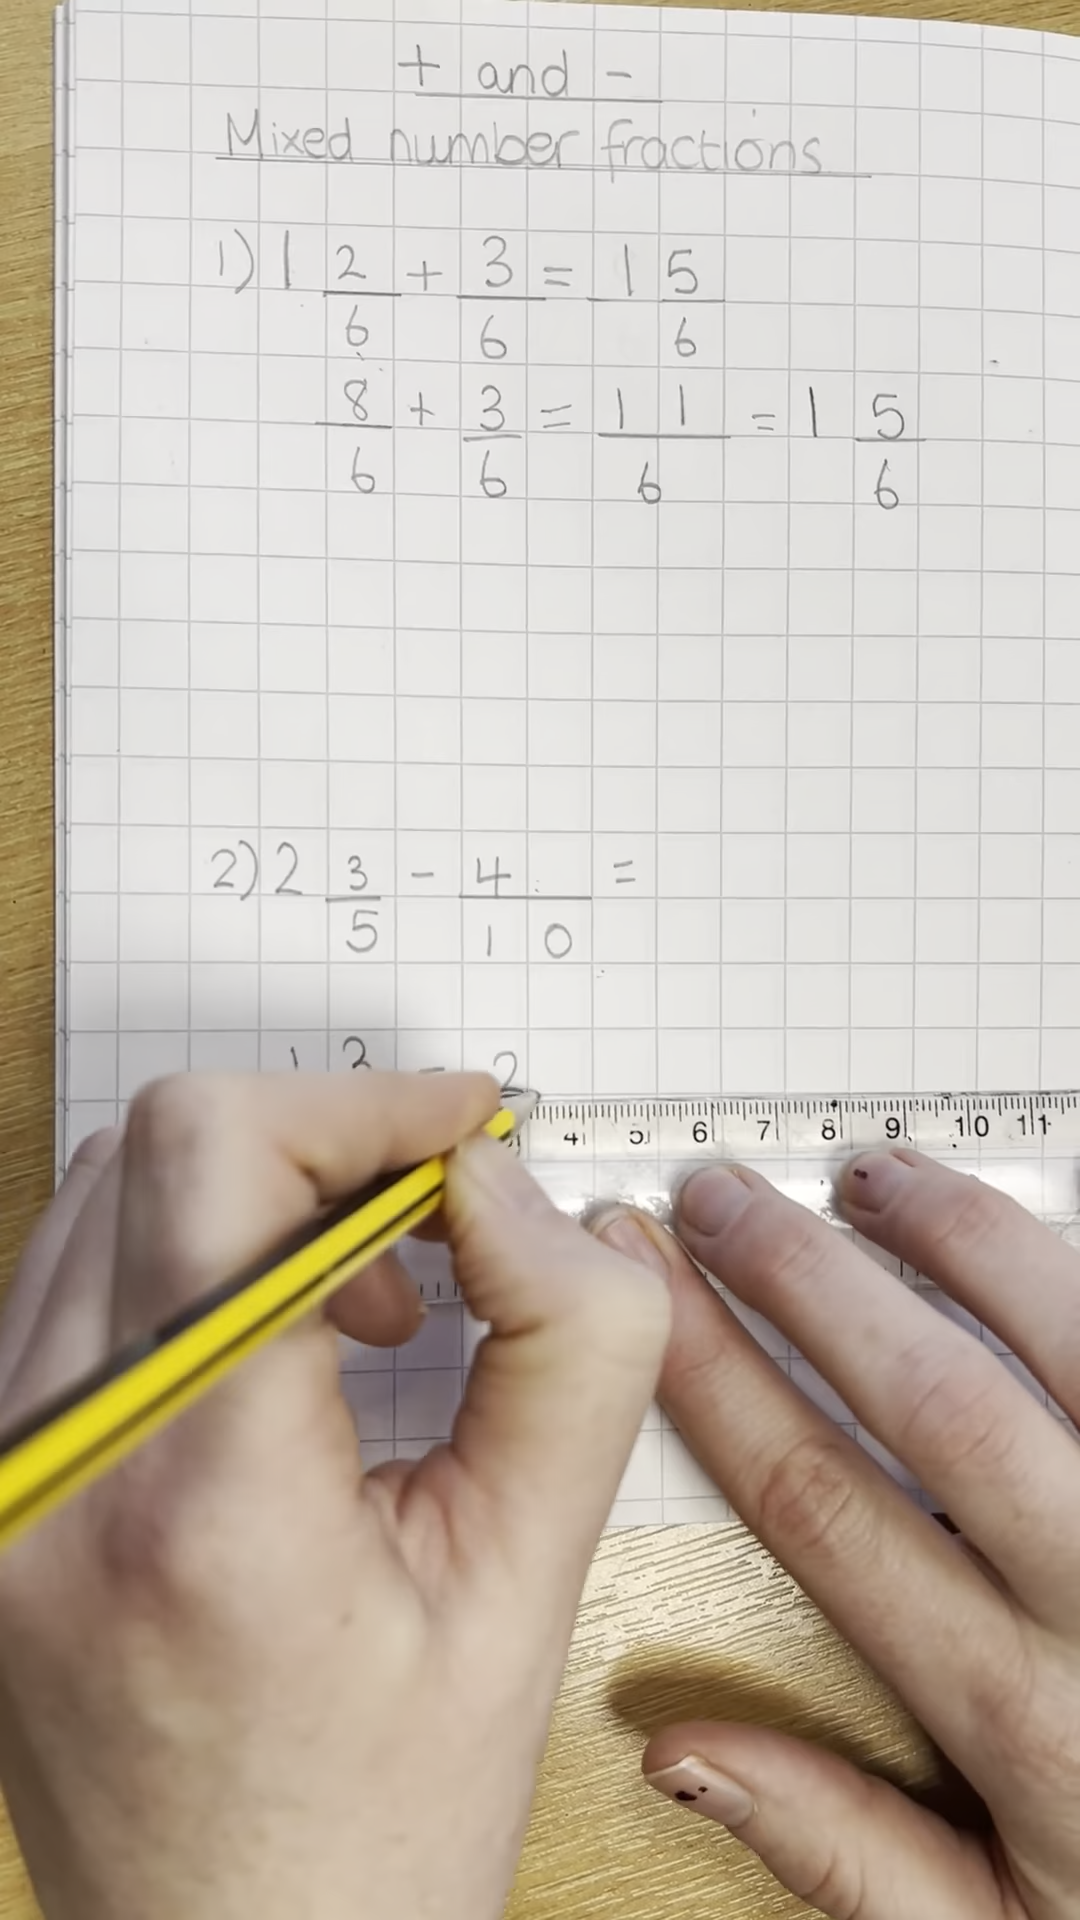 + and -
Mixed number fractions
1) 1 2/6 + 3/6 = 1 5/6
8/6 + 3/6 = 11/6 = 1 5/6
2) 2 3/5 - 4/10 =
- 2
4 5 6 7 8 9 10 11